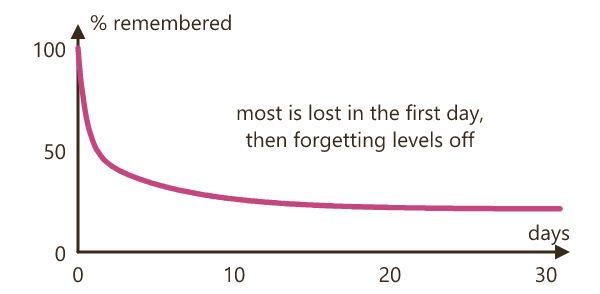 % remembered
100
most is lost in the first day,
then forgetting levels off
50
days
0
0 10 20 30